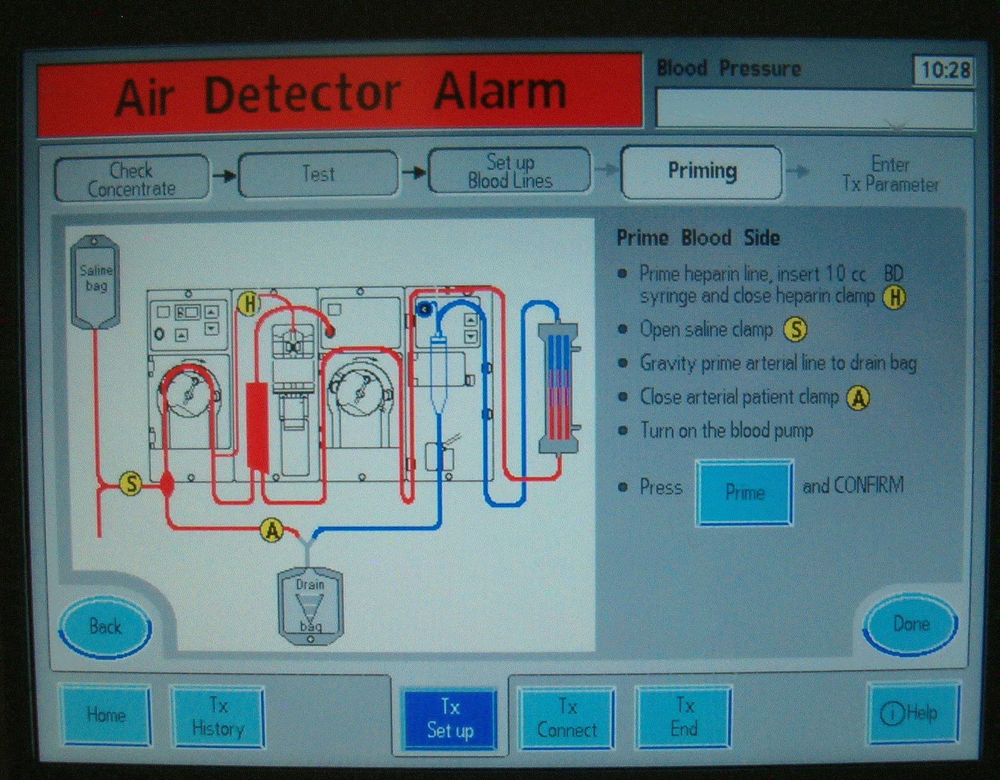 Air Detector Alarm
Blood Pressure
10:28
Check
Concentrate
Test
Set up
Blood Lines
Priming
Enter
Tx Parameter
Saline
bag
H
S
A
Drain
bag
Prime Blood Side
Prime heparin line, insert 10 cc BD
syringe and close heparin clamp H
Open saline clamp S
Gravity prime arterial line to drain bag
Close arterial patient clamp A
Turn on the blood pump
Press Prime and CONFIRM
Back
Done
Home
Tx
History
Tx
Set up
Tx
Connect
Tx
End
i Help